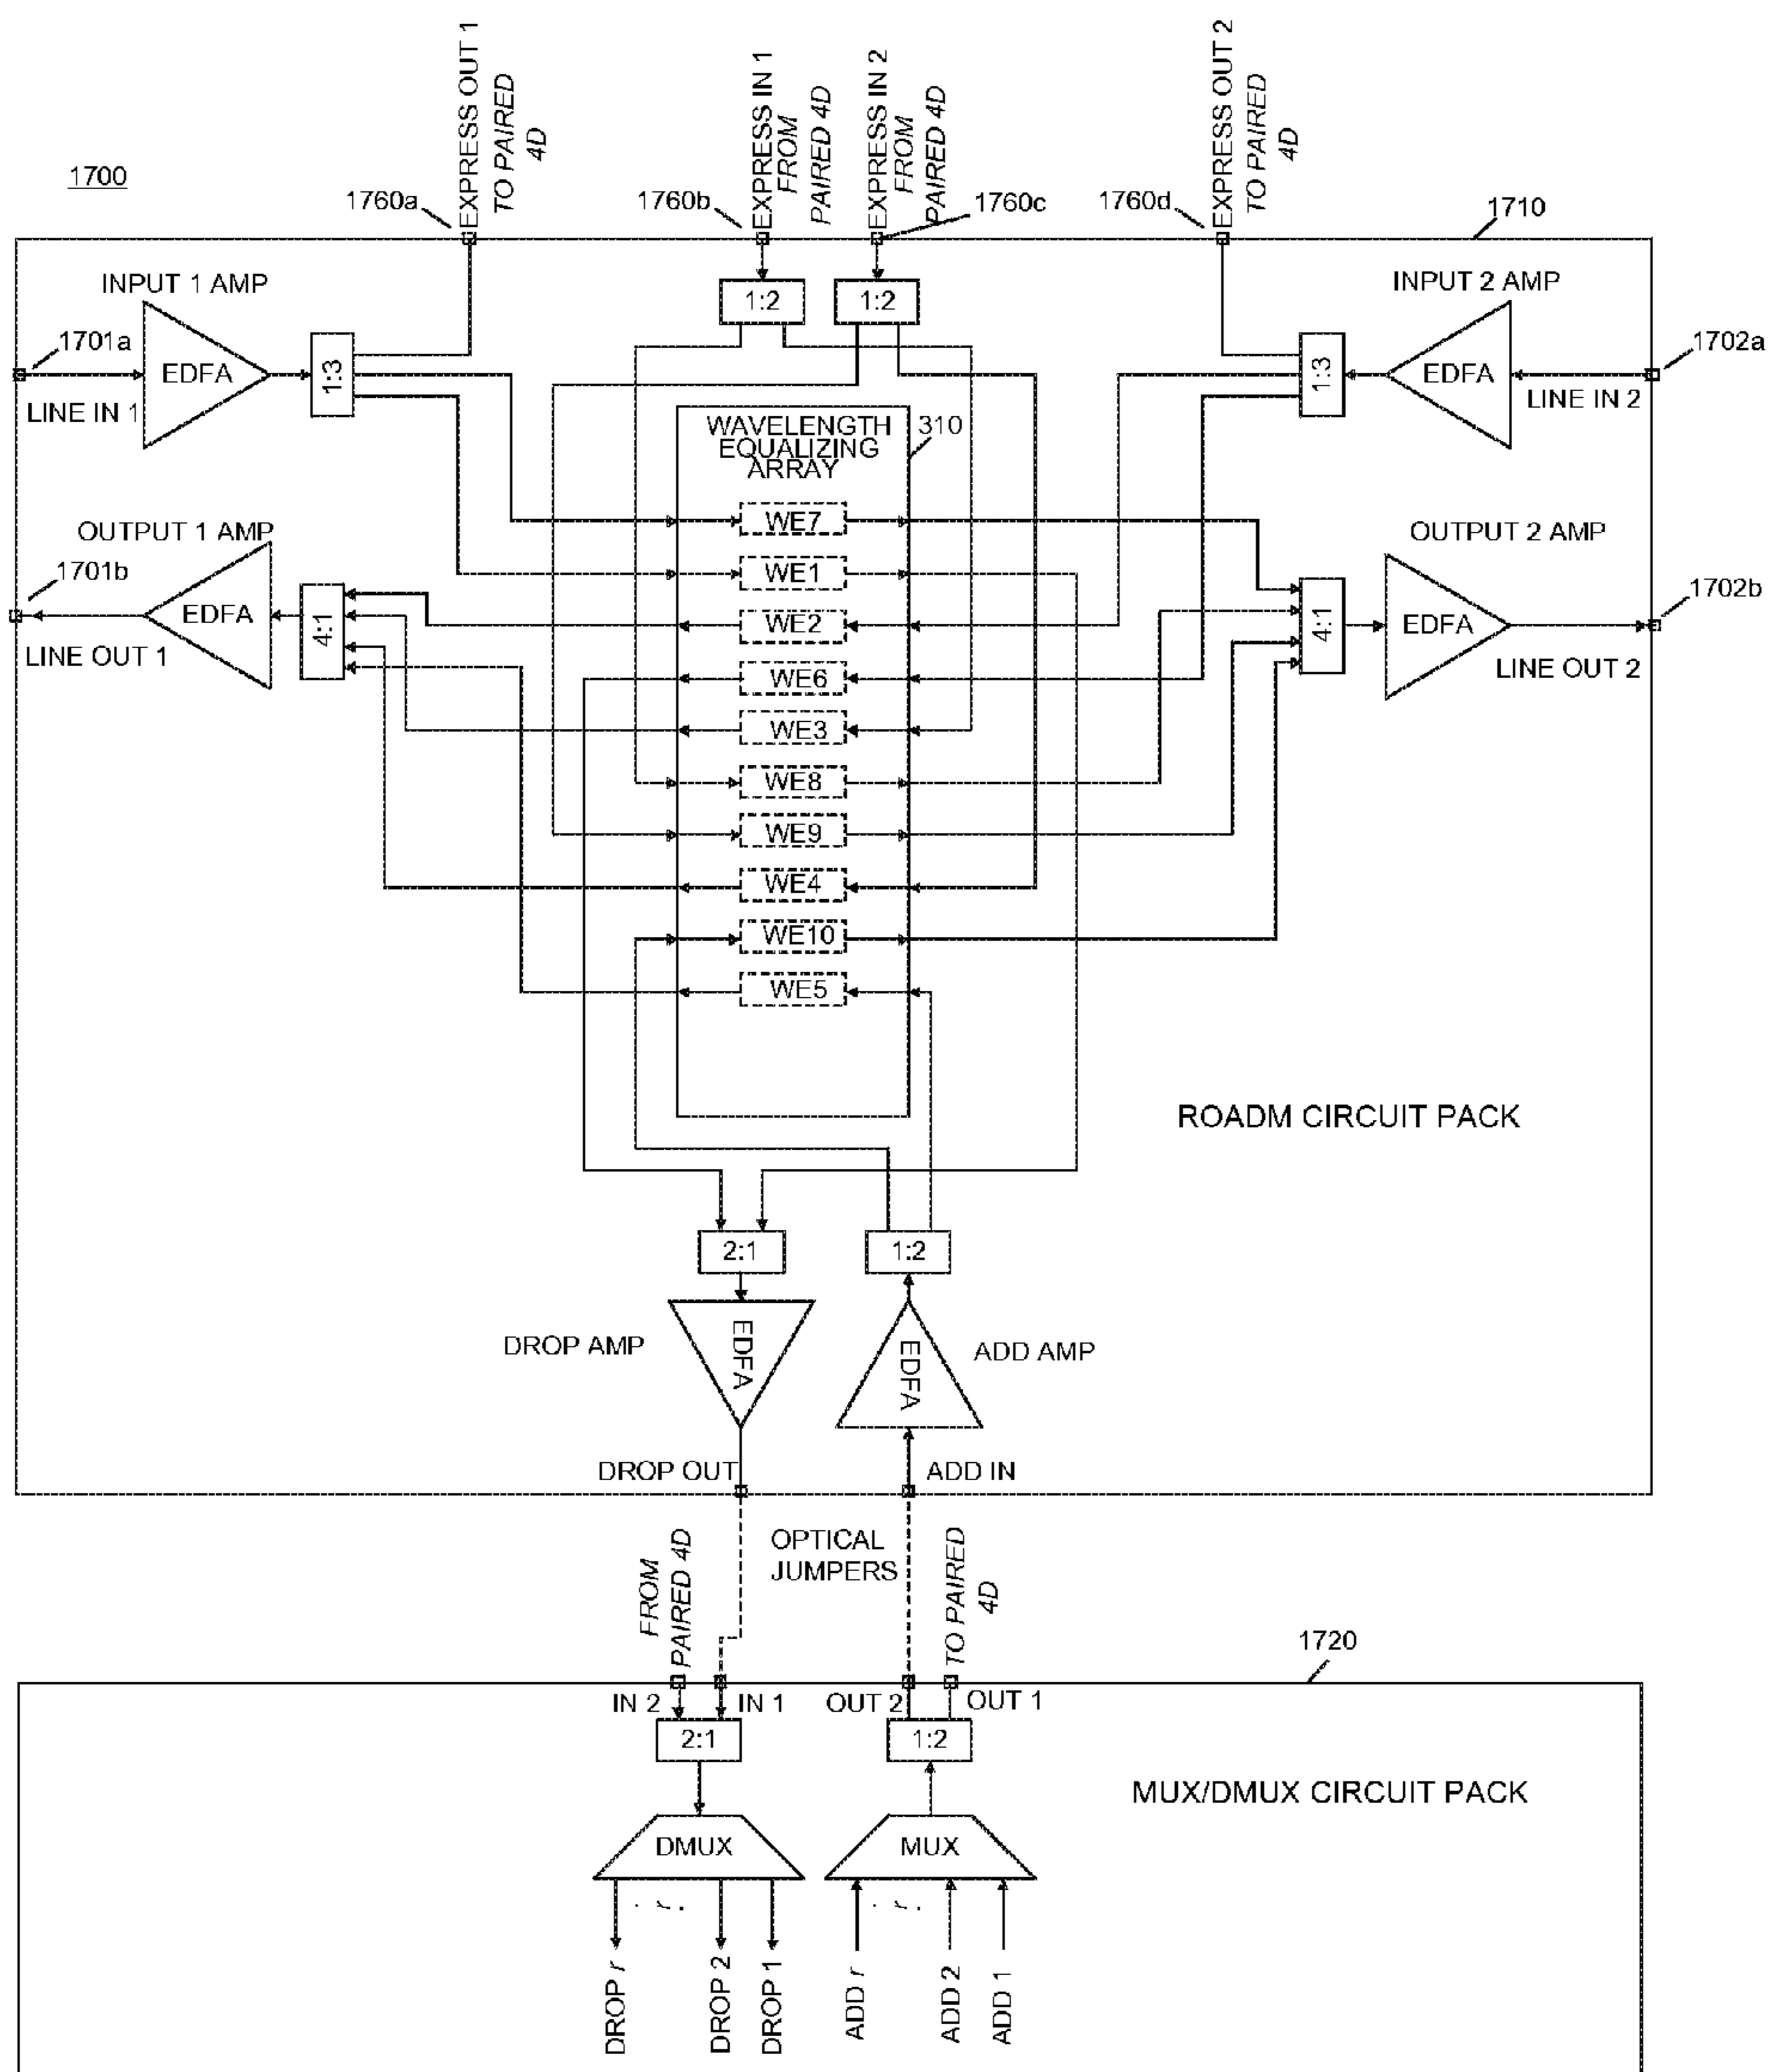 1700
EXPRESS OUT 1
TO PAIRED
4D
EXPRESS IN 1
FROM
PAIRED 4D
EXPRESS IN 2
FROM
PAIRED 4D
EXPRESS OUT 2
TO PAIRED
4D
1760a
1760b
1760c
1760d
1710
INPUT 1 AMP
1:2
1:2
INPUT 2 AMP
1701a
EDFA
1:3
1:3
EDFA
1702a
LINE IN 1
LINE IN 2
WAVELENGTH
EQUALIZING
ARRAY
310
OUTPUT 1 AMP
WE7
OUTPUT 2 AMP
1701b
WE1
1702b
EDFA
4:1
WE2
4:1
EDFA
LINE OUT 1
WE6
LINE OUT 2
WE3
WE8
WE9
WE4
WE10
WE5
ROADM CIRCUIT PACK
2:1
1:2
DROP AMP
EDFA
EDFA
ADD AMP
DROP OUT
ADD IN
OPTICAL
JUMPERS
FROM
PAIRED 4D
TO PAIRED
4D
1720
IN 2
IN 1
OUT 2
OUT 1
2:1
1:2
MUX/DMUX CIRCUIT PACK
DMUX
MUX
r
r
DROP r
DROP 2
DROP 1
ADD r
ADD 2
ADD 1